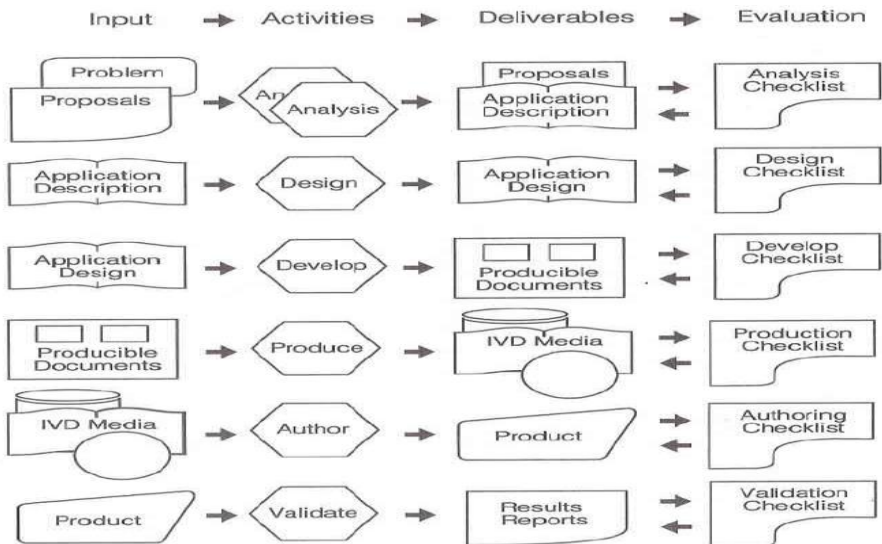 Input Activities Deliverables Evaluation
Problem
Proposals
An
Analysis
Proposals
Application
Description
Analysis
Checklist
Application
Description
Design
Application
Design
Design
Checklist
Application
Design
Develop
Producible
Documents
Develop
Checklist
Producible
Documents
Produce
IVD Media
Production
Checklist
IVD Media
Author
Product
Authoring
Checklist
Product
Validate
Results
Reports
Validation
Checklist